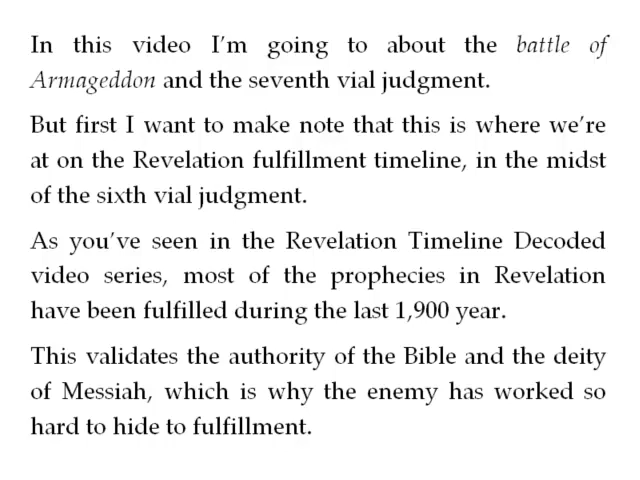 In this video I'm going to about the battle of
Armageddon and the seventh vial judgment.
But first I want to make note that this is where we're
at on the Revelation fulfillment timeline, in the midst
of the sixth vial judgment.
As you've seen in the Revelation Timeline Decoded
video series, most of the prophecies in Revelation
have been fulfilled during the last 1,900 year.
This validates the authority of the Bible and the deity
of Messiah, which is why the enemy has worked so
hard to hide to fulfillment.